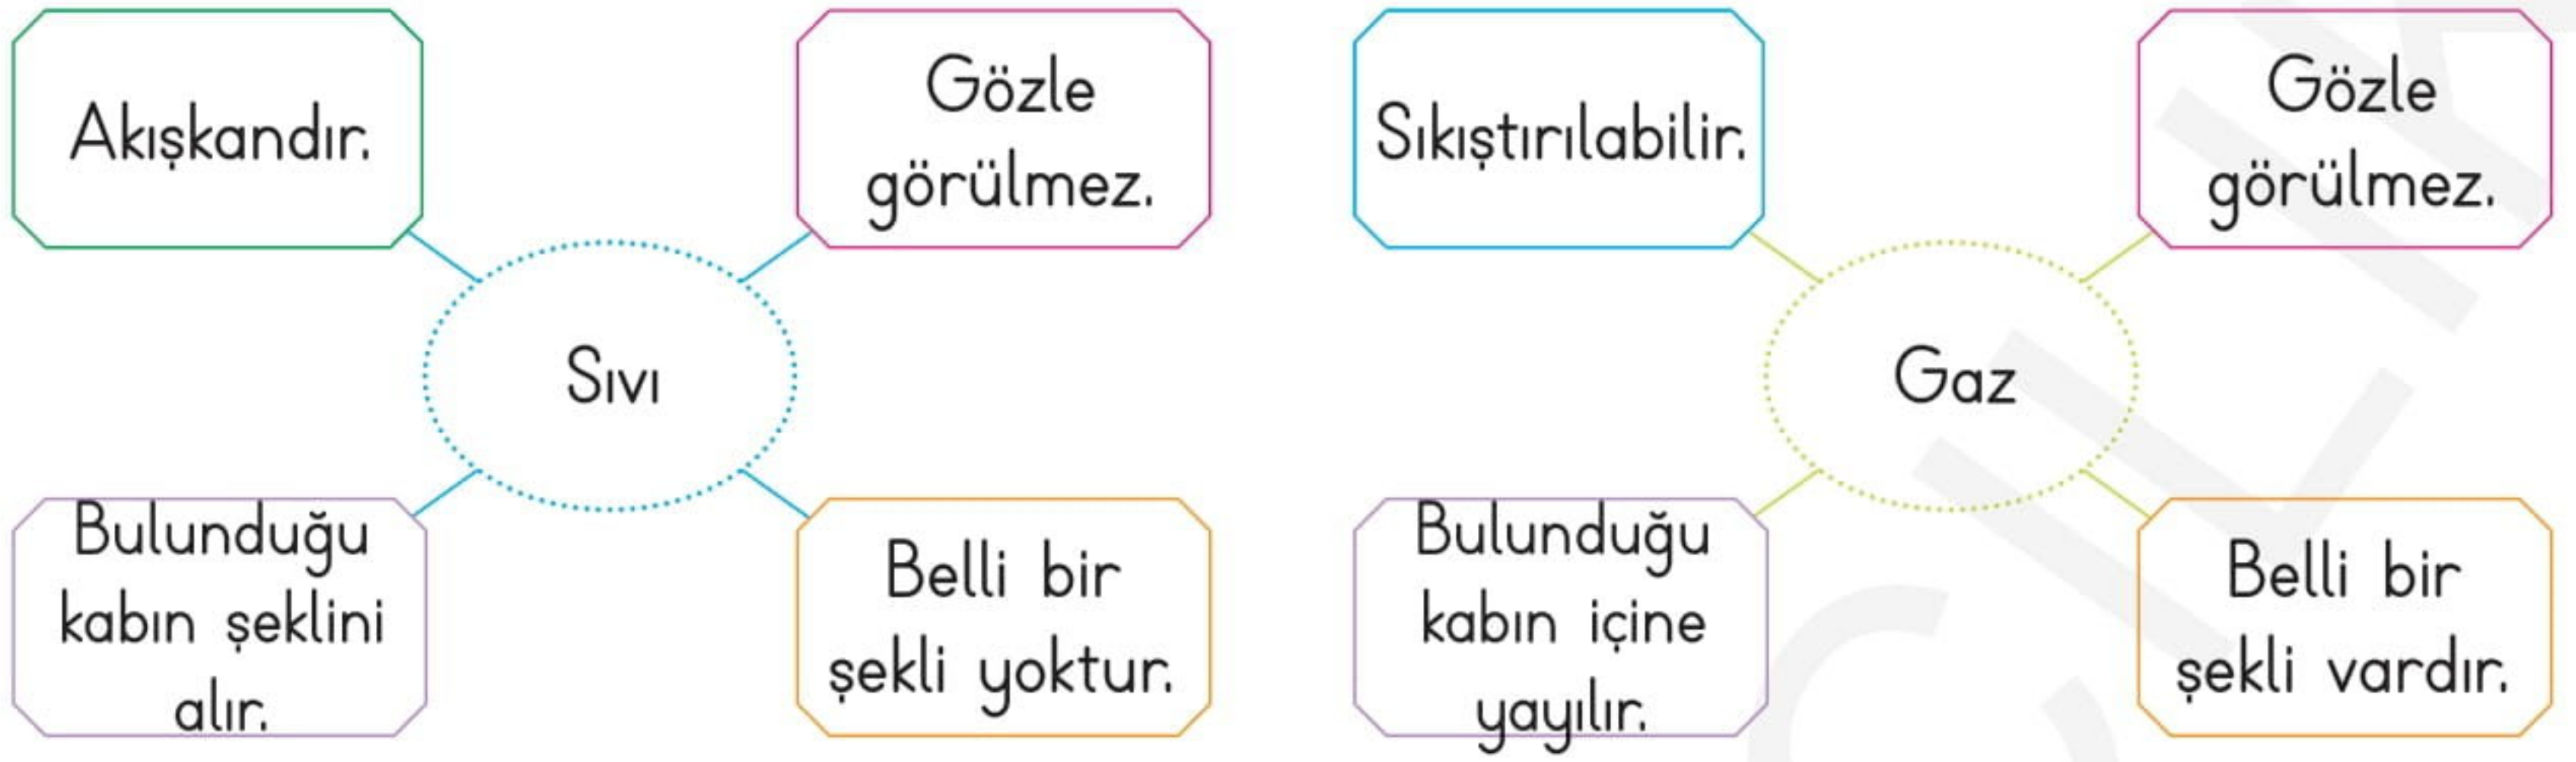 Akışkandır.
Gözle
görülmez.
Sıvı
Bulunduğu
kabın şeklini
alır.
Belli bir
şekli yoktur.
Sıkıştırılabilir.
Gözle
görülmez.
Gaz
Bulunduğu
kabın içine
yayılır.
Belli bir
şekli vardır.